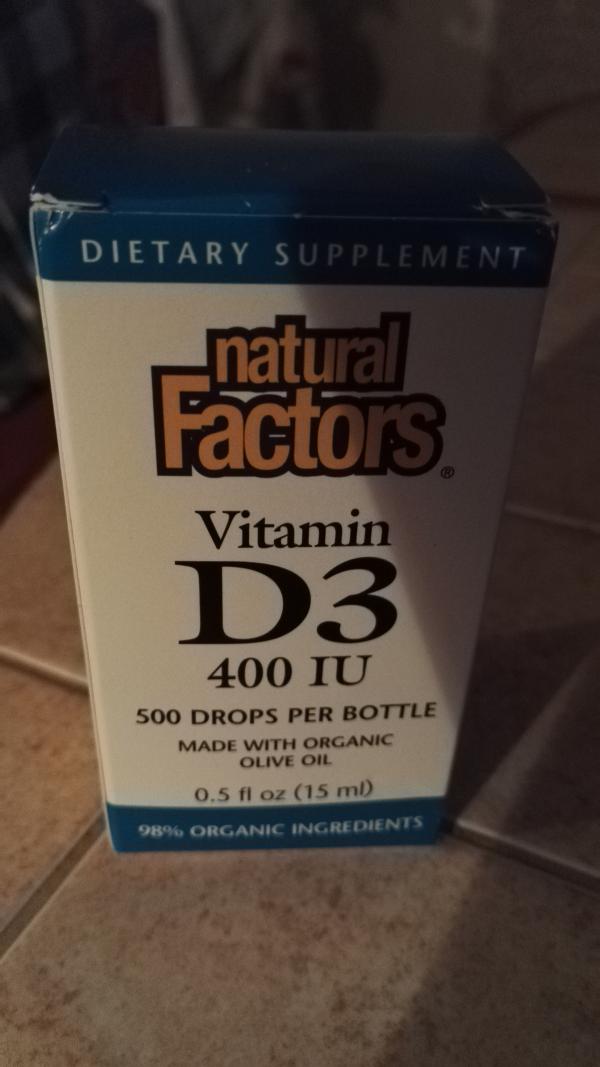 DIETARY SUPPLEMENT
natural
Factors®
Vitamin
D3
400 IU
500 DROPS PER BOTTLE
MADE WITH ORGANIC
OLIVE OIL
0.5 fl oz (15 ml)
98% ORGANIC INGREDIENTS